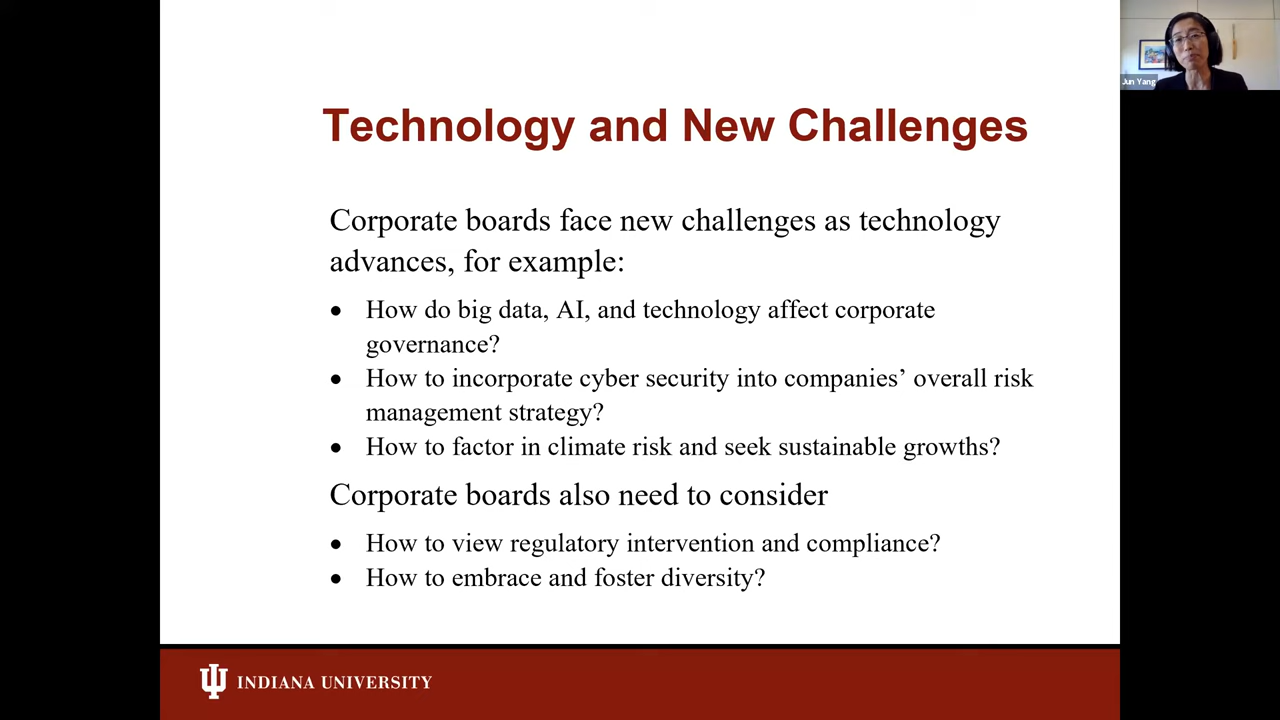 Jun Yang
Technology and New Challenges
Corporate boards face new challenges as technology
advances, for example:
• How do big data, AI, and technology affect corporate
governance?
• How to incorporate cyber security into companies’ overall risk
management strategy?
• How to factor in climate risk and seek sustainable growths?
Corporate boards also need to consider
• How to view regulatory intervention and compliance?
• How to embrace and foster diversity?
INDIANA UNIVERSITY